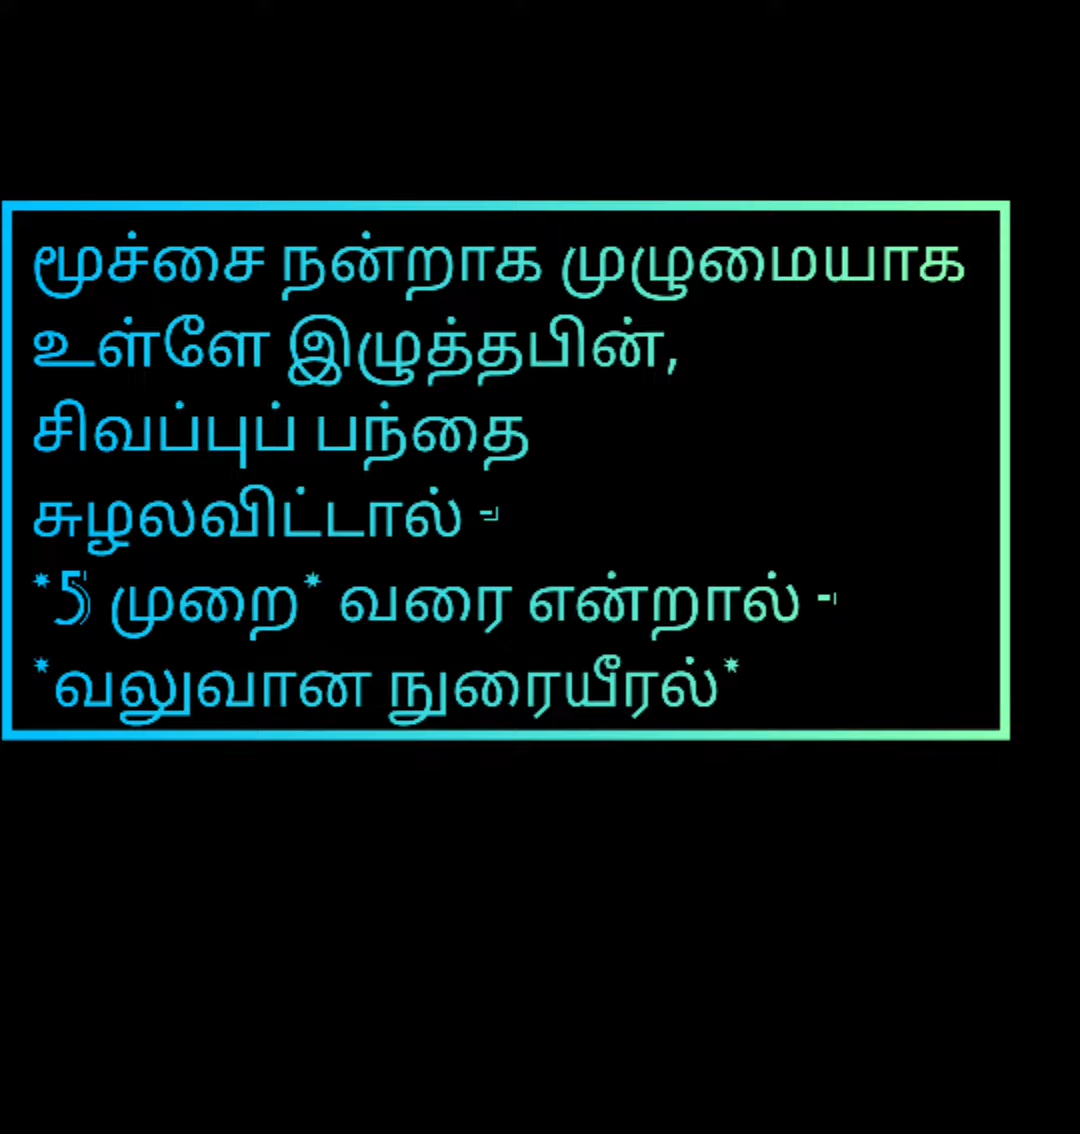 மூச்சை நன்றாக முழுமையாக
உள்ளே இழுத்தபின்,
சிவப்புப் பந்தை
சுழலவிட்டால் -
*5 முறை* வரை என்றால் -
*வலுவான நுரையீரல்*